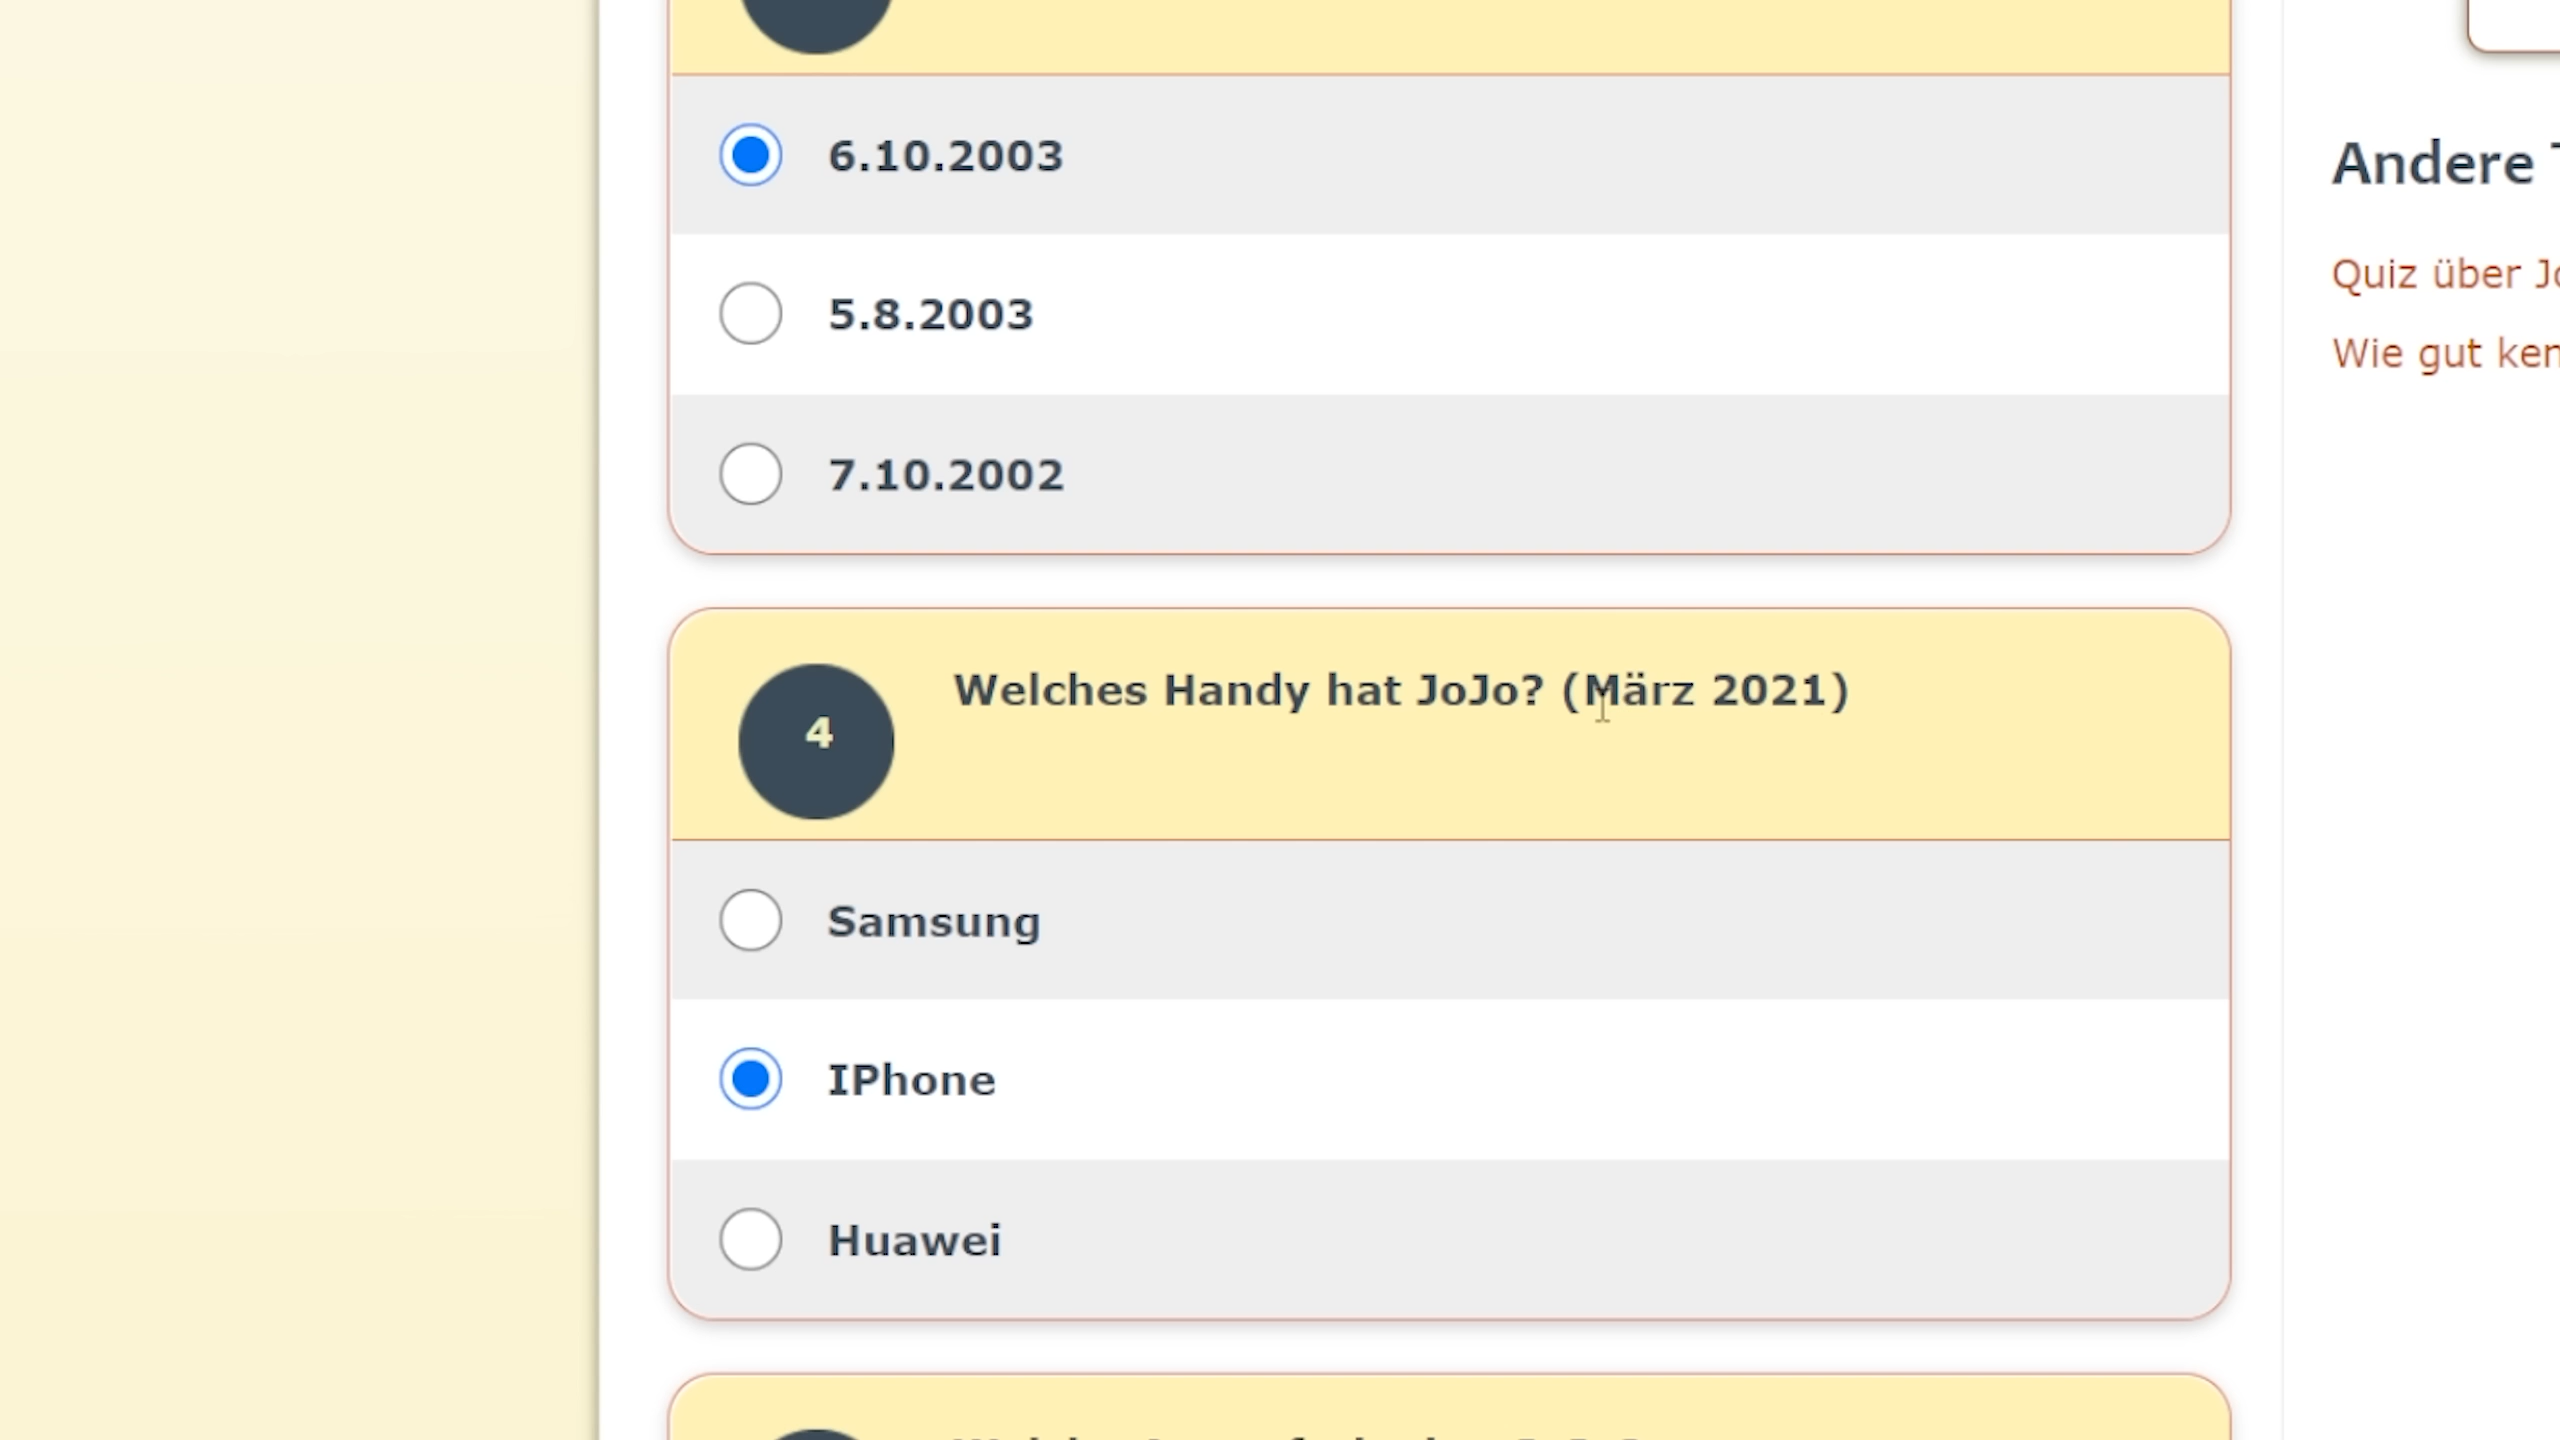 6.10.2003
5.8.2003
7.10.2002
4
Welches Handy hat JoJo? (März 2021)
Samsung
IPhone
Huawei
Andere
Quiz über
Wie gut